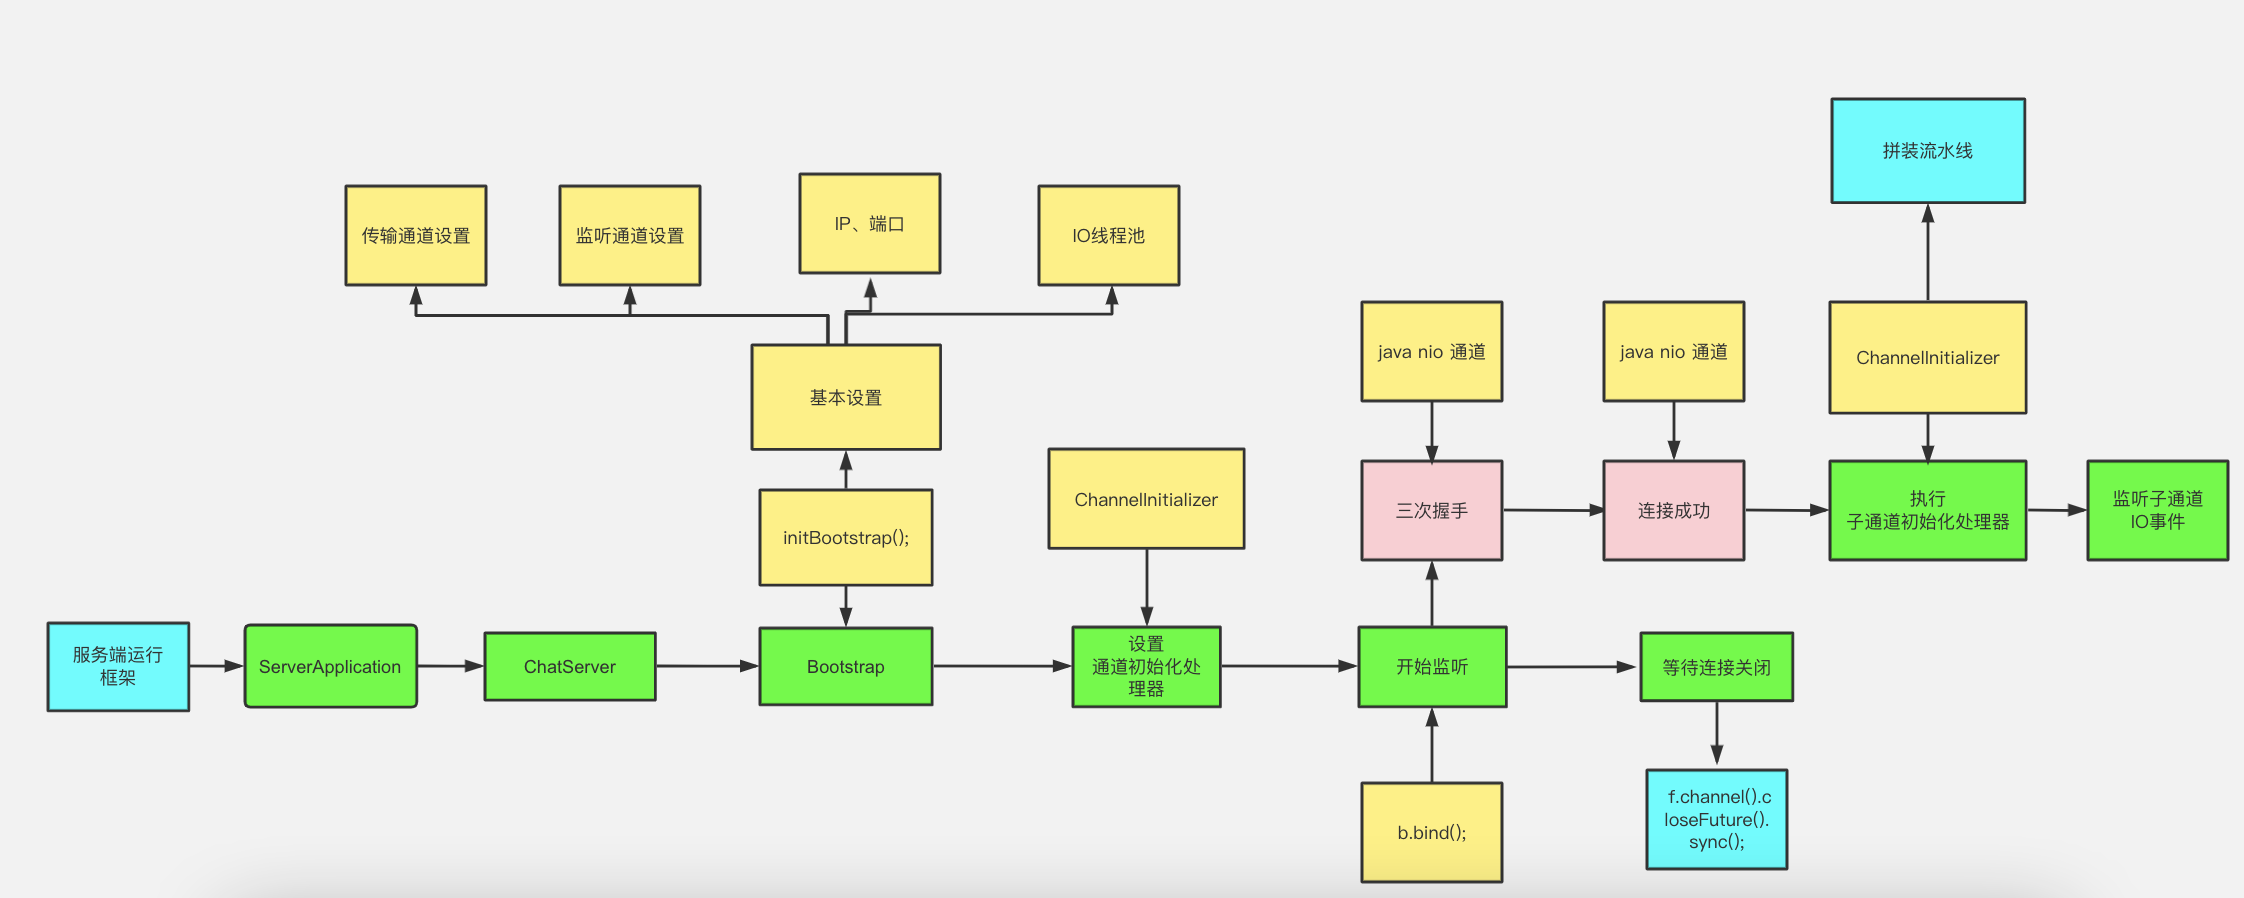 拼装流水线
传输通道设置
监听通道设置
IP、端口
IO线程池
java nio 通道
java nio 通道
ChannelInitializer
基本设置
ChannelInitializer
三次握手
连接成功
执行
子通道初始化处理器
监听子通道
IO事件
initBootstrap();
服务端运行
框架
ServerApplication
ChatServer
Bootstrap
设置
通道初始化处
理器
开始监听
等待连接关闭
b.bind();
f.channel().c
loseFuture().
sync();